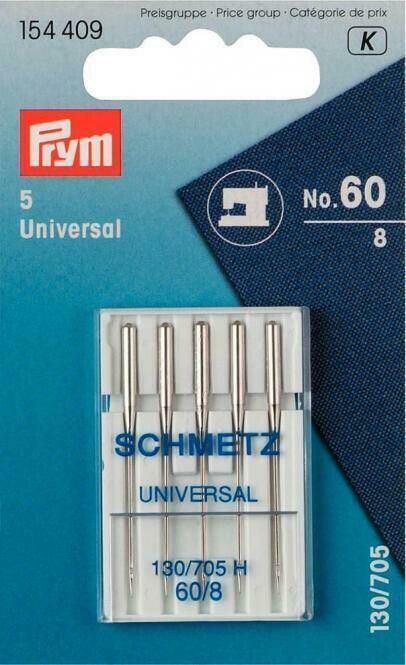 Preisgruppe · Price group · Catégorie de prix
154 409
K
Prym
5
Universal
No. 60
8
SCHMETZ
UNIVERSAL
130/705 H
60/8
130/705